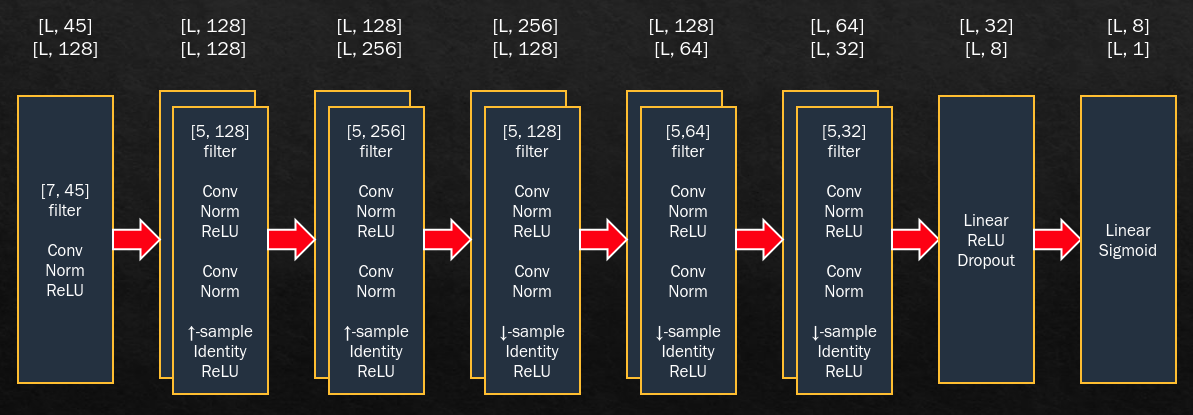 [L, 45]
[L, 128]
[L, 128]
[L, 128]
[L, 128]
[L, 256]
[L, 256]
[L, 128]
[L, 128]
[L, 64]
[L, 64]
[L, 32]
[L, 32]
[L, 8]
[L, 8]
[L, 1]
[7, 45]
filter
Conv
Norm
ReLU
[5, 128]
filter
Conv
Norm
ReLU
Conv
Norm
↑-sample
Identity
ReLU
[5, 256]
filter
Conv
Norm
ReLU
Conv
Norm
↑-sample
Identity
ReLU
[5, 128]
filter
Conv
Norm
ReLU
Conv
Norm
↓-sample
Identity
ReLU
[5,64]
filter
Conv
Norm
ReLU
Conv
Norm
↓-sample
Identity
ReLU
[5,32]
filter
Conv
Norm
ReLU
Conv
Norm
↓-sample
Identity
ReLU
Linear
ReLU
Dropout
Linear
Sigmoid